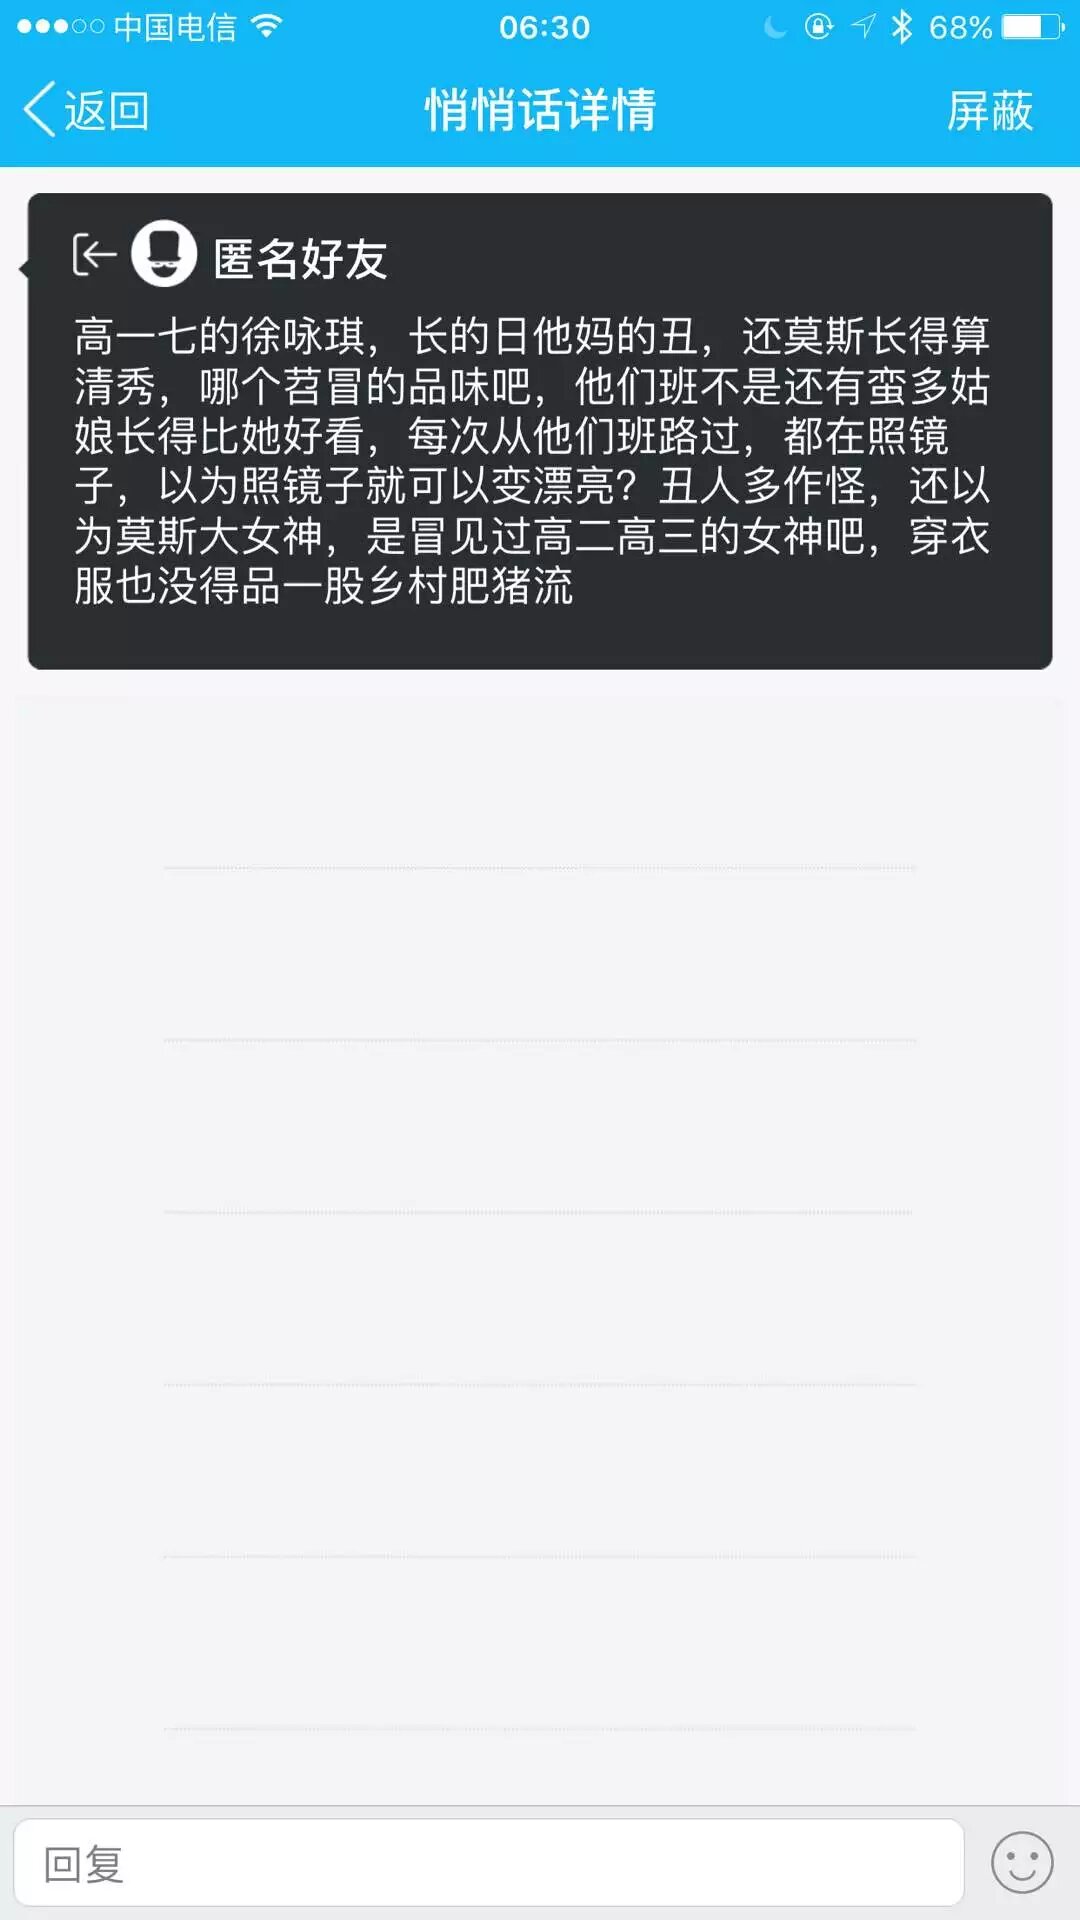 中国电信
06:30
68%
返回
悄悄话详情
屏蔽
匿名好友
高一七的徐咏琪，长的日他妈的丑，还莫斯长得算
清秀，哪个苕冒的品味吧，他们班不是还有蛮多姑
娘长得比她好看，每次从他们班路过，都在照镜
子，以为照镜子就可以变漂亮？丑人多作怪，还以
为莫斯大女神，是冒见过高二高三的女神吧，穿衣
服也没得品一股乡村肥猪流
回复